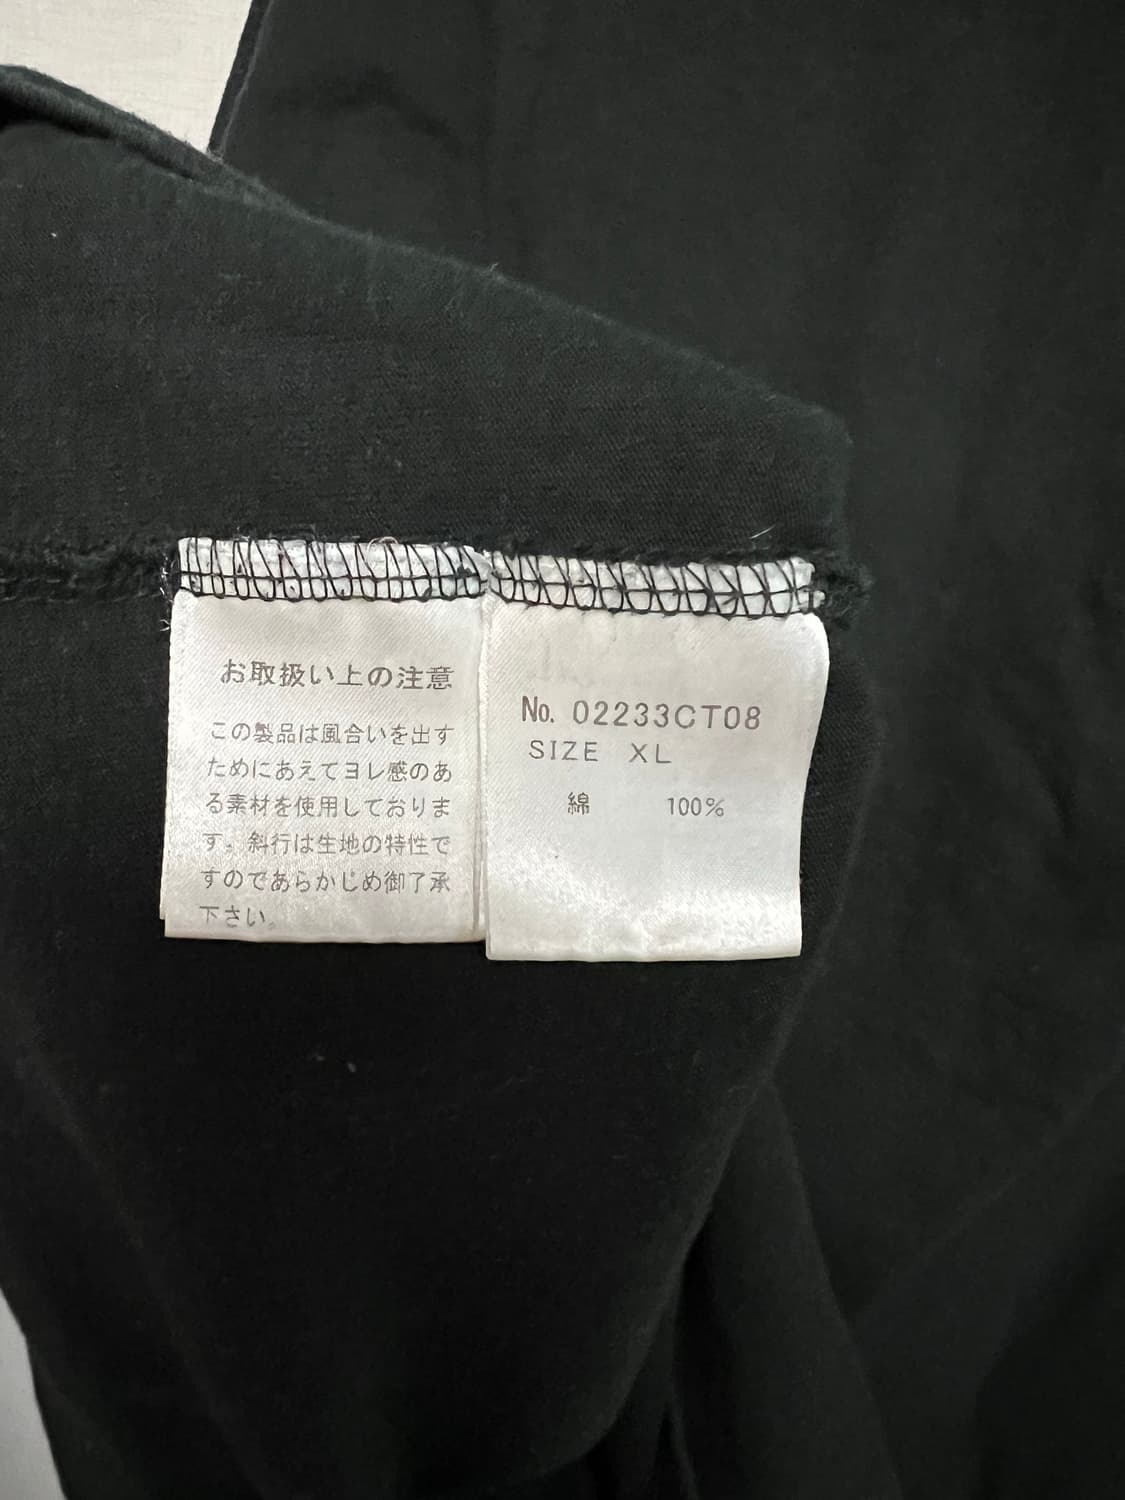 お取扱い上の注意
この製品は風合いを出す
ためにあえてヨレ感のあ
る素材を使用しておりま
す。斜行は生地の特性で
すのであらかじめ御了承
下さい。
No. 02233CT08
SIZE XL
綿 100%